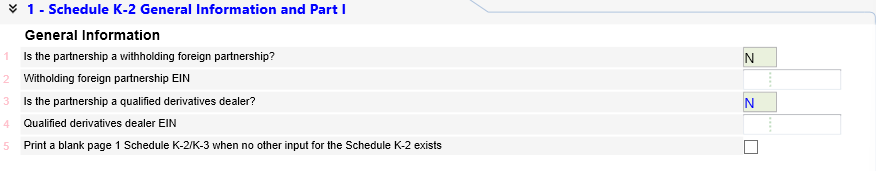 1 - Schedule K-2 General Information and Part I
General Information
1 Is the partnership a withholding foreign partnership? N
2 Witholding foreign partnership EIN
3 Is the partnership a qualified derivatives dealer? N
4 Qualified derivatives dealer EIN
5 Print a blank page 1 Schedule K-2/K-3 when no other input for the Schedule K-2 exists